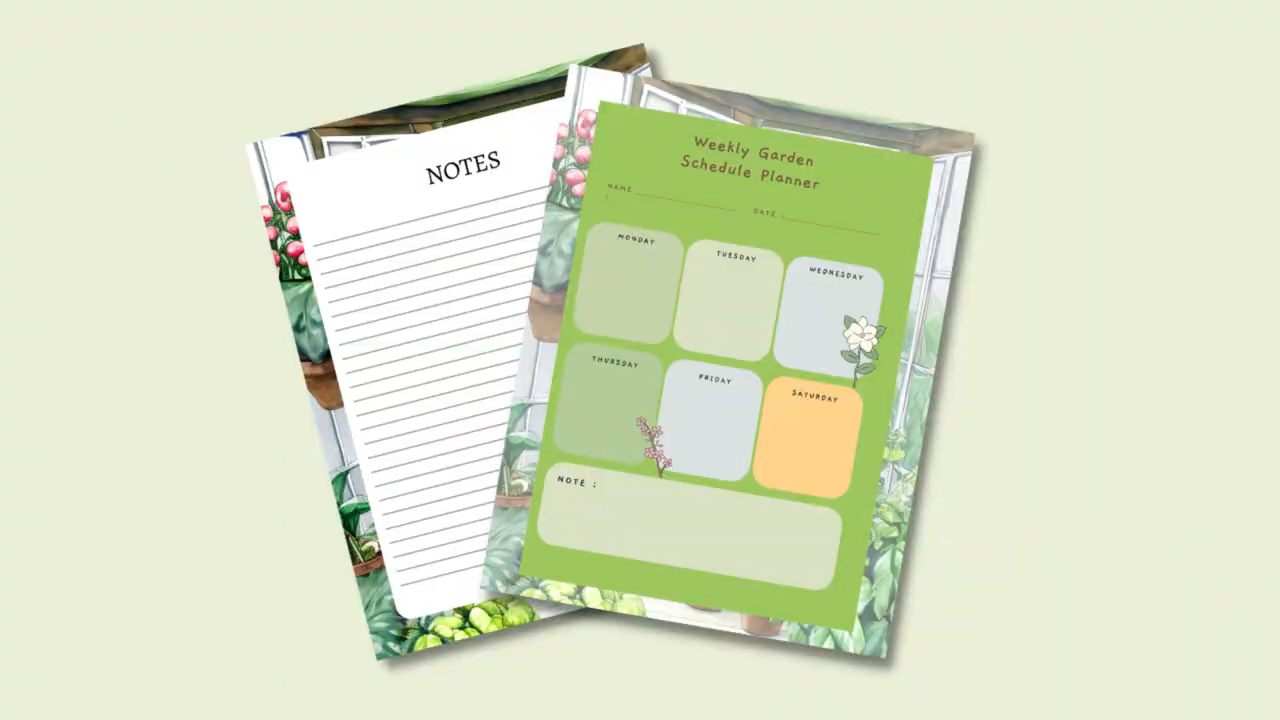 NOTES
Weekly Garden
Schedule Planner
NAME
:
DATE :
MONDAY
TUESDAY
WEDNESDAY
THURSDAY
FRIDAY
SATURDAY
NOTE :